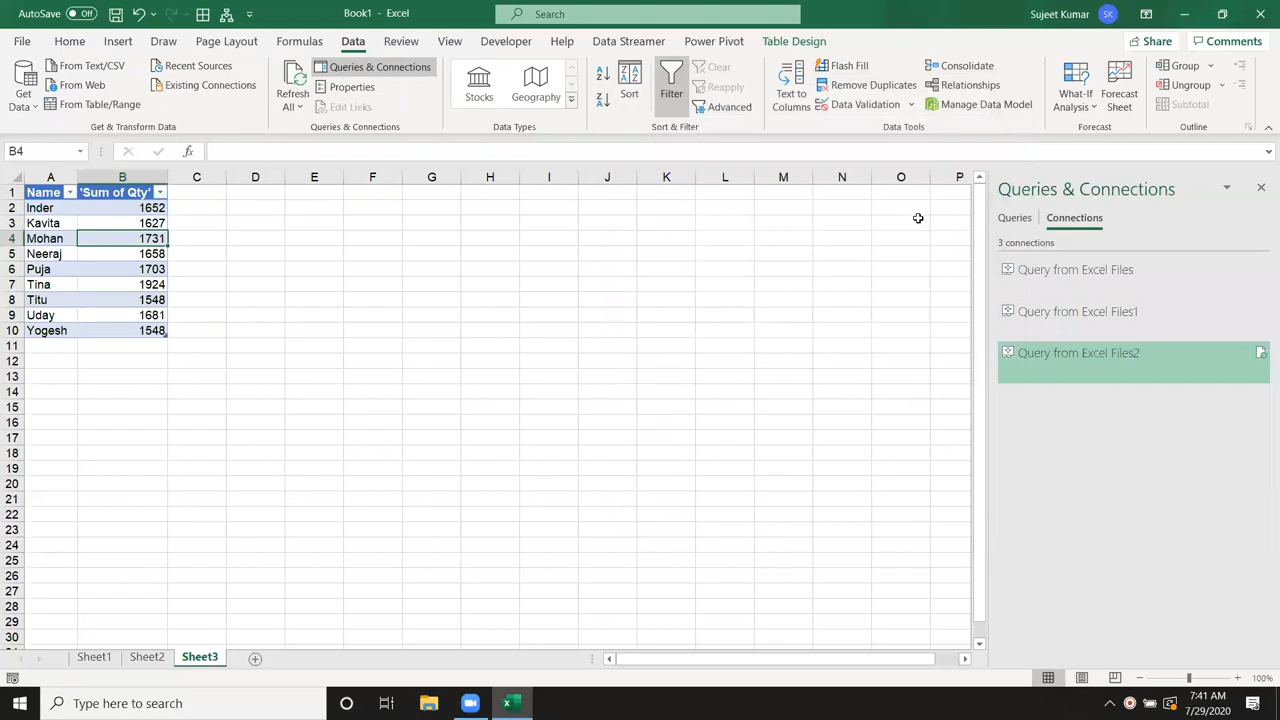 AutoSave Off Book1 - Excel Search Sujeet Kumar SK
File Home Insert Draw Page Layout Formulas Data Review View Developer Help Data Streamer Power Pivot Table Design Share Comments
Get Data
From Text/CSV
From Web
From Table/Range
Recent Sources
Existing Connections
Get & Transform Data
Refresh All
Queries & Connections
Properties
Edit Links
Queries & Connections
Stocks Geography
Data Types
Sort
Filter
Clear
Reapply
Advanced
Sort & Filter
Text to Columns
Flash Fill
Remove Duplicates
Data Validation
Consolidate
Relationships
Manage Data Model
Data Tools
What-If Analysis
Forecast Sheet
Forecast
Group
Ungroup
Subtotal
Outline
B4 fx
A B C D E F G H I J K L M N O P
1 Name 'Sum of Qty'
2 Inder 1652
3 Kavita 1627
4 Mohan 1731
5 Neeraj 1658
6 Puja 1703
7 Tina 1924
8 Titu 1548
9 Uday 1681
10 Yogesh 1548
11
12
13
14
15
16
17
18
19
20
21
22
23
24
25
26
27
28
29
30
Queries & Connections
Queries Connections
3 connections
Query from Excel Files
Query from Excel Files1
Query from Excel Files2
Sheet1 Sheet2 Sheet3
100%
Type here to search
7:41 AM
7/29/2020